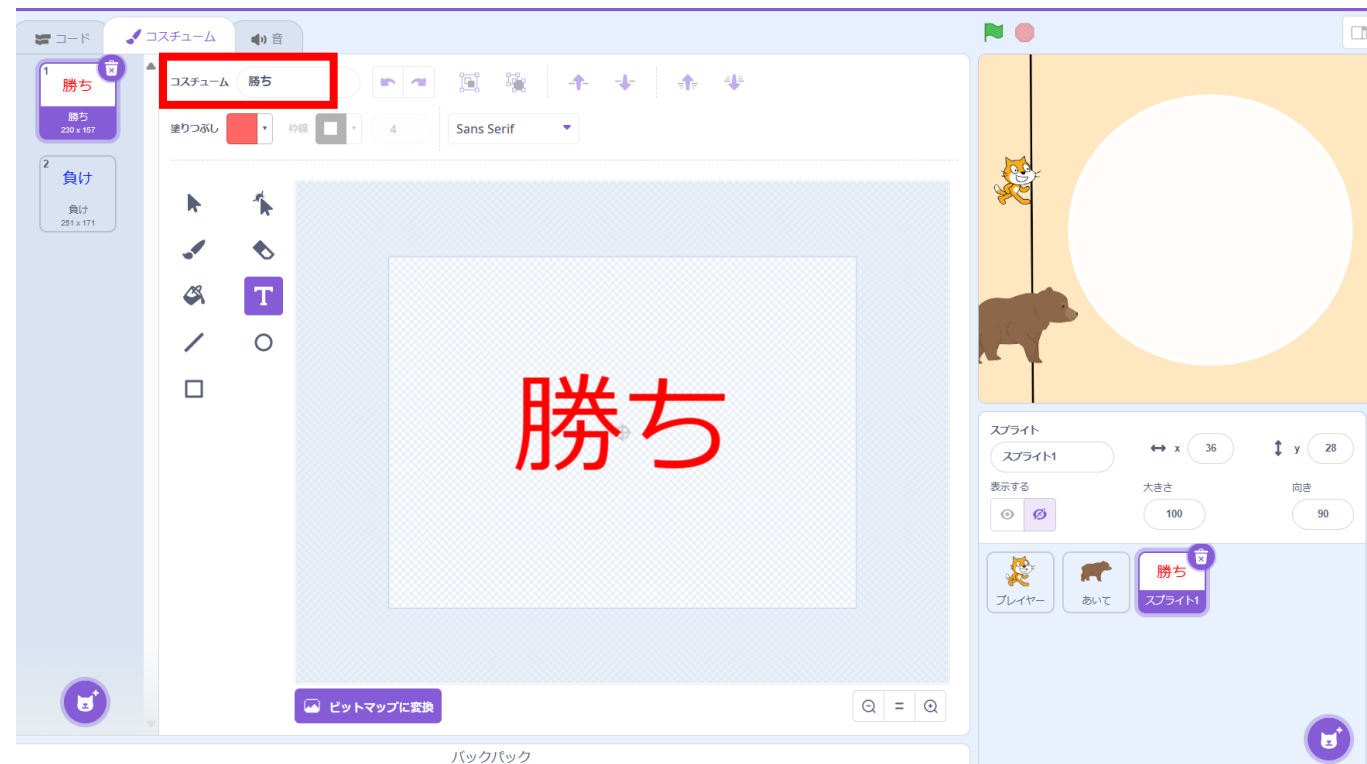 コード
コスチューム
音
1
勝ち
勝ち
230 x 157
2
負け
負け
251 x 171
コスチューム 勝ち
塗りつぶし 枠線 4 Sans Serif
T
勝ち
ビットマップに変換
バックパック
スプライト
スプライト1
x 36
y 28
表示する
大きさ
100
向き
90
プレイヤー
あいて
勝ち
スプライト1